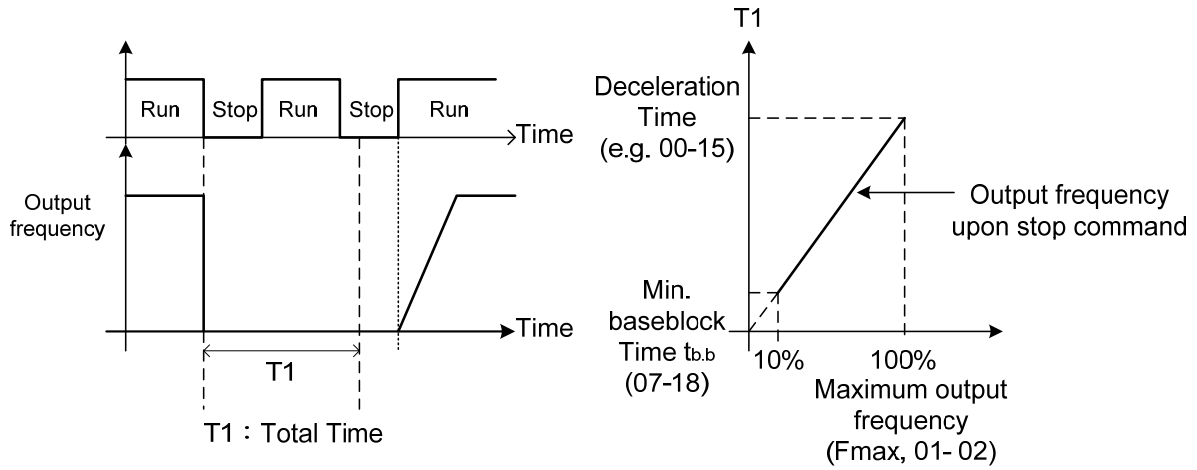 Run
Stop
Run
Stop
Run
Time
Output
frequency
Time
T1
T1 : Total Time
T1
Deceleration
Time
(e.g. 00-15)
Output frequency
upon stop command
Min.
baseblock
Time tb.b
(07-18)
10%
100%
Maximum output
frequency
(Fmax, 01- 02)